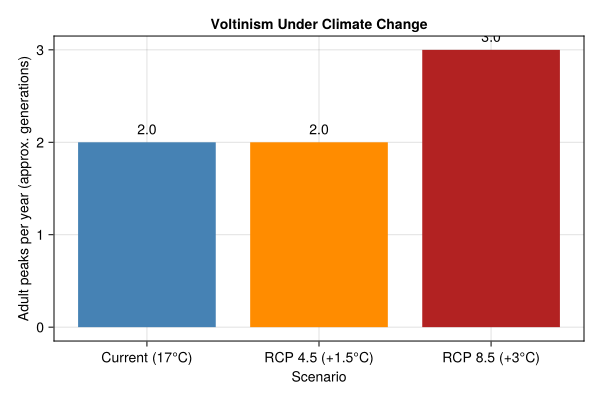 Voltinism Under Climate Change
Adult peaks per year (approx. generations)
3
2
1
0
2.0
2.0
3.0
Current (17°C)
RCP 4.5 (+1.5°C)
RCP 8.5 (+3°C)
Scenario